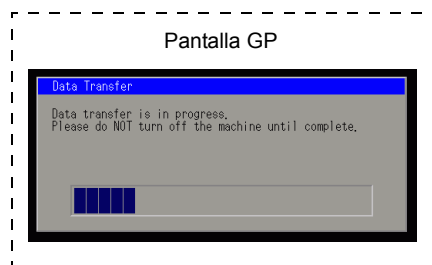 Pantalla GP
Data Transfer
Data transfer is in progress.
Please do NOT turn off the machine until complete.